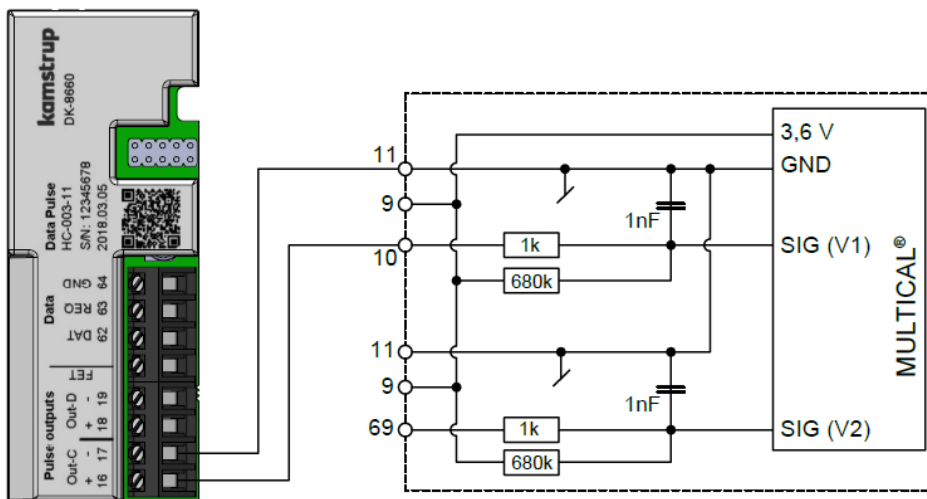 kamstrup
DK-8660
Data Pulse
HC-003-11
S/N: 12345678
2018.03.05
Data
GND 64
REQ 63
DAT 62
FET
Pulse outputs
Out-D
- 19
+ 18
Out-C
- 17
+ 16
11
9
10
11
9
69
1k
680k
1nF
1k
680k
1nF
3,6 V
GND
SIG (V1)
SIG (V2)
MULTICAL®